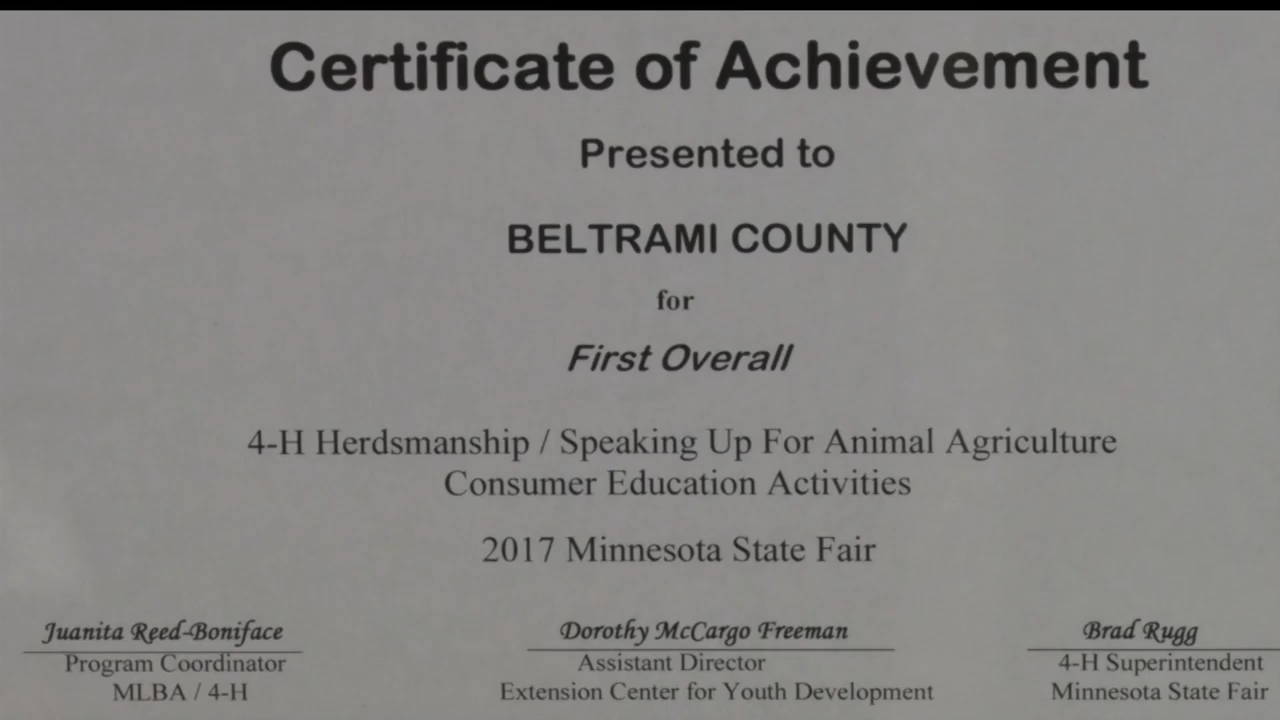 Certificate of Achievement
Presented to
BELTRAMI COUNTY
for
First Overall
4-H Herdsmanship / Speaking Up For Animal Agriculture
Consumer Education Activities
2017 Minnesota State Fair
Juanita Reed-Boniface
Program Coordinator
MLBA / 4-H
Dorothy McCargo Freeman
Assistant Director
Extension Center for Youth Development
Brad Rugg
4-H Superintendent
Minnesota State Fair